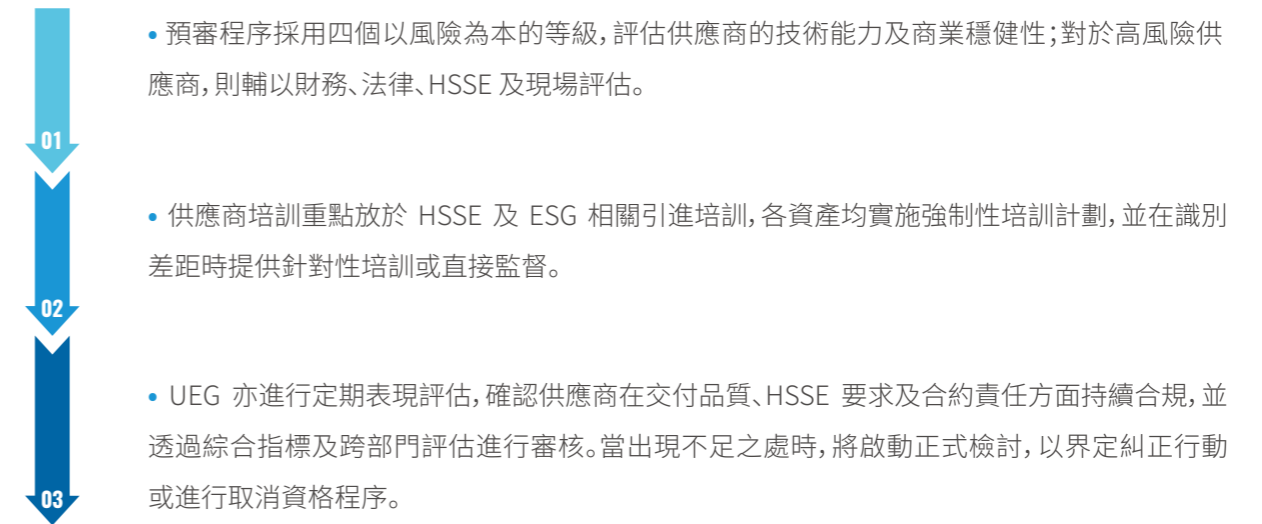 • 預審程序採用四個以風險為本的等級，評估供應商的技術能力及商業穩健性；對於高風險供
應商，則輔以財務、法律、HSSE 及現場評估。
01
• 供應商培訓重點放於 HSSE 及 ESG 相關引進培訓，各資產均實施強制性培訓計劃，並在識別
差距時提供針對性培訓或直接監督。
02
• UEG 亦進行定期表現評估，確認供應商在交付品質、HSSE 要求及合約責任方面持續合規，並
透過綜合指標及跨部門評估進行審核。當出現不足之處時，將啟動正式檢討，以界定糾正行動
或進行取消資格程序。
03